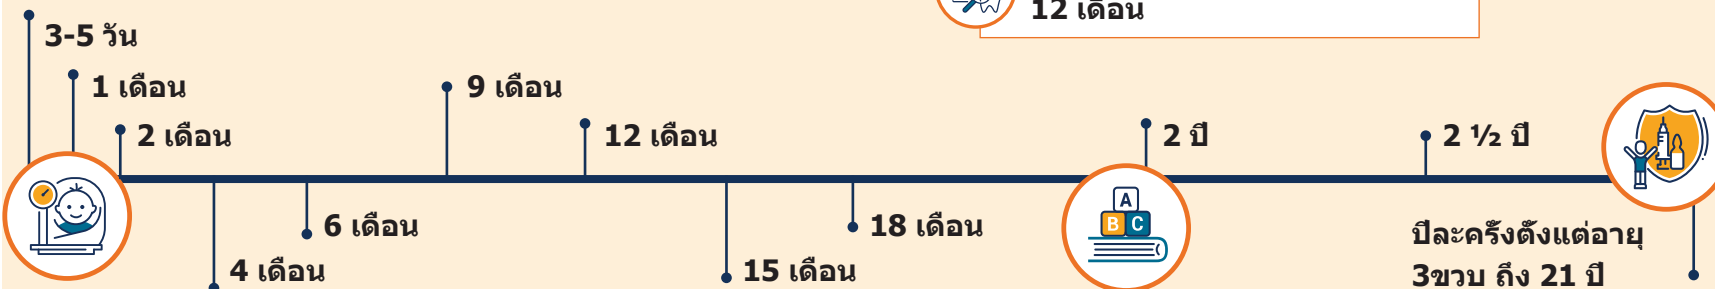 12 เดือน
3-5 วัน
1 เดือน
9 เดือน
2 เดือน
12 เดือน
2 ปี
2 ½ ปี
A
B C
6 เดือน
18 เดือน
4 เดือน
15 เดือน
ปีละครั้งตั้งแต่อายุ
3ขวบ ถึง 21 ปี